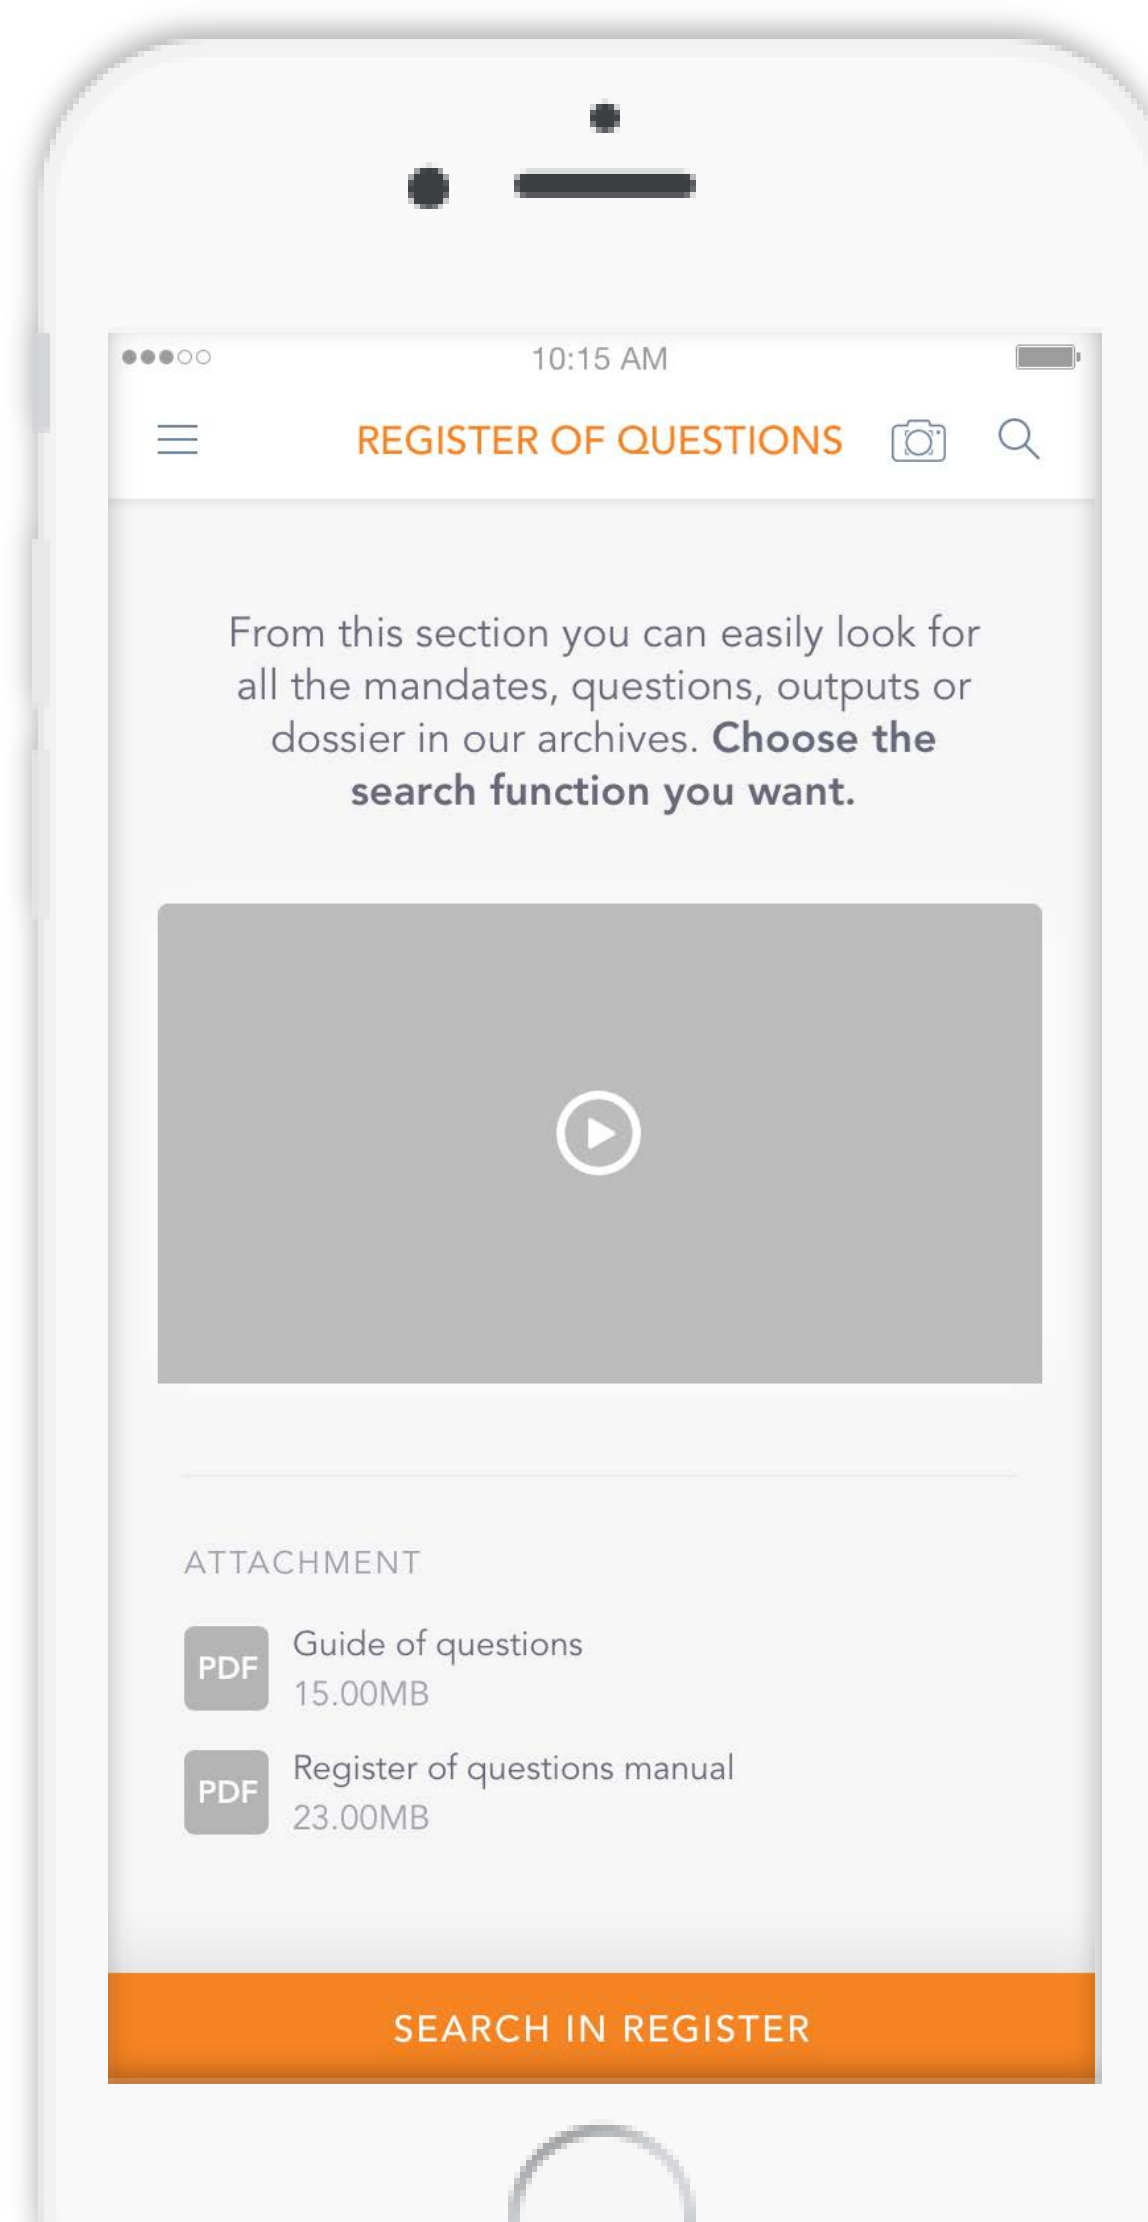 10:15 AM
REGISTER OF QUESTIONS
From this section you can easily look for
all the mandates, questions, outputs or
dossier in our archives. Choose the
search function you want.
ATTACHMENT
PDF
Guide of questions
15.00MB
PDF
Register of questions manual
23.00MB
SEARCH IN REGISTER